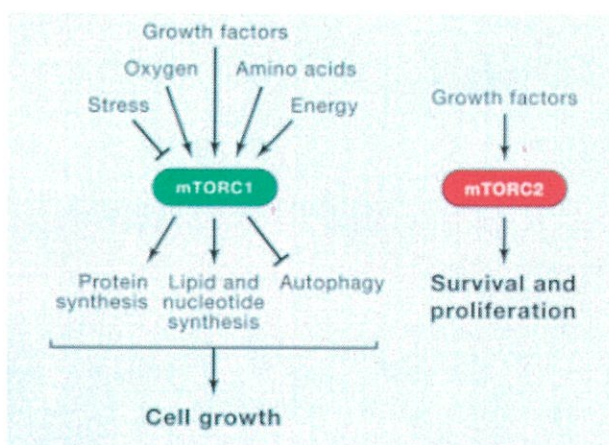 Growth factors
Oxygen Amino acids
Stress Energy
mTORC1
Protein synthesis
Lipid and nucleotide synthesis
Autophagy
Cell growth
Growth factors
mTORC2
Survival and
proliferation